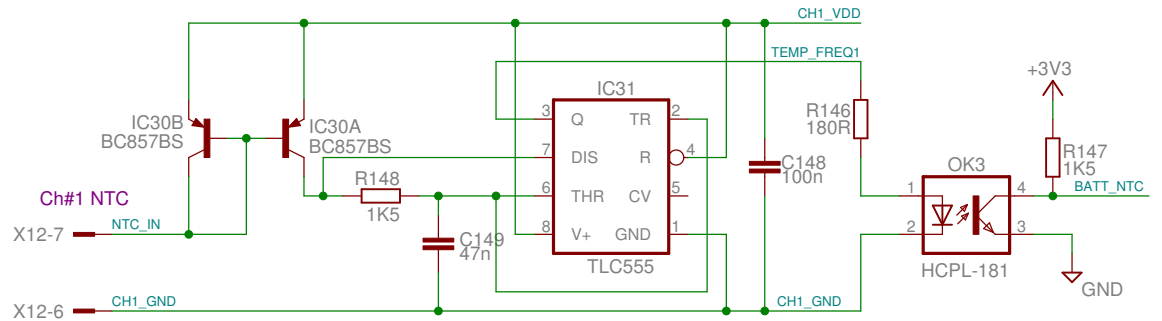 CH1_VDD
TEMP_FREQ1
+3V3
IC31
IC30B
BC857BS
IC30A
BC857BS
3 Q TR 2
R146
180R
7 DIS R 4
R147
1K5
C148
100n
OK3
R148
1K5
6 THR CV 5
1 4
BATT_NTC
Ch#1 NTC
X12-7
NTC_IN
C149
47n
8 V+ GND 1
2 3
TLC555
HCPL-181
GND
X12-6
CH1_GND
CH1_GND